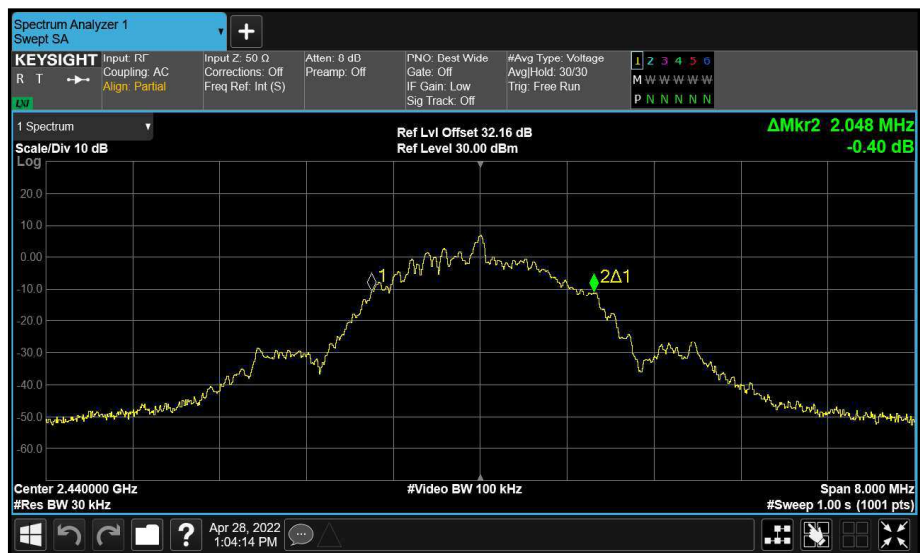 Spectrum Analyzer 1
Swept SA
KEYSIGHT
R T
LXI
Input: RF
Coupling: AC
Align: Partial
Input Z: 50 Ω
Corrections: Off
Freq Ref: Int (S)
Atten: 8 dB
Preamp: Off
PNO: Best Wide
Gate: Off
IF Gain: Low
Sig Track: Off
#Avg Type: Voltage
Avg|Hold: 30/30
Trig: Free Run
1 2 3 4 5 6
M W W W W W
P N N N N N
1 Spectrum
Scale/Div 10 dB
Log
Ref Lvl Offset 32.16 dB
Ref Level 30.00 dBm
ΔMkr2 2.048 MHz
-0.40 dB
20.0
10.0
0.00
-10.0
-20.0
-30.0
-40.0
-50.0
-60.0
1
2Δ1
Center 2.440000 GHz
#Res BW 30 kHz
#Video BW 100 kHz
Span 8.000 MHz
#Sweep 1.00 s (1001 pts)
?
Apr 28, 2022
1:04:14 PM